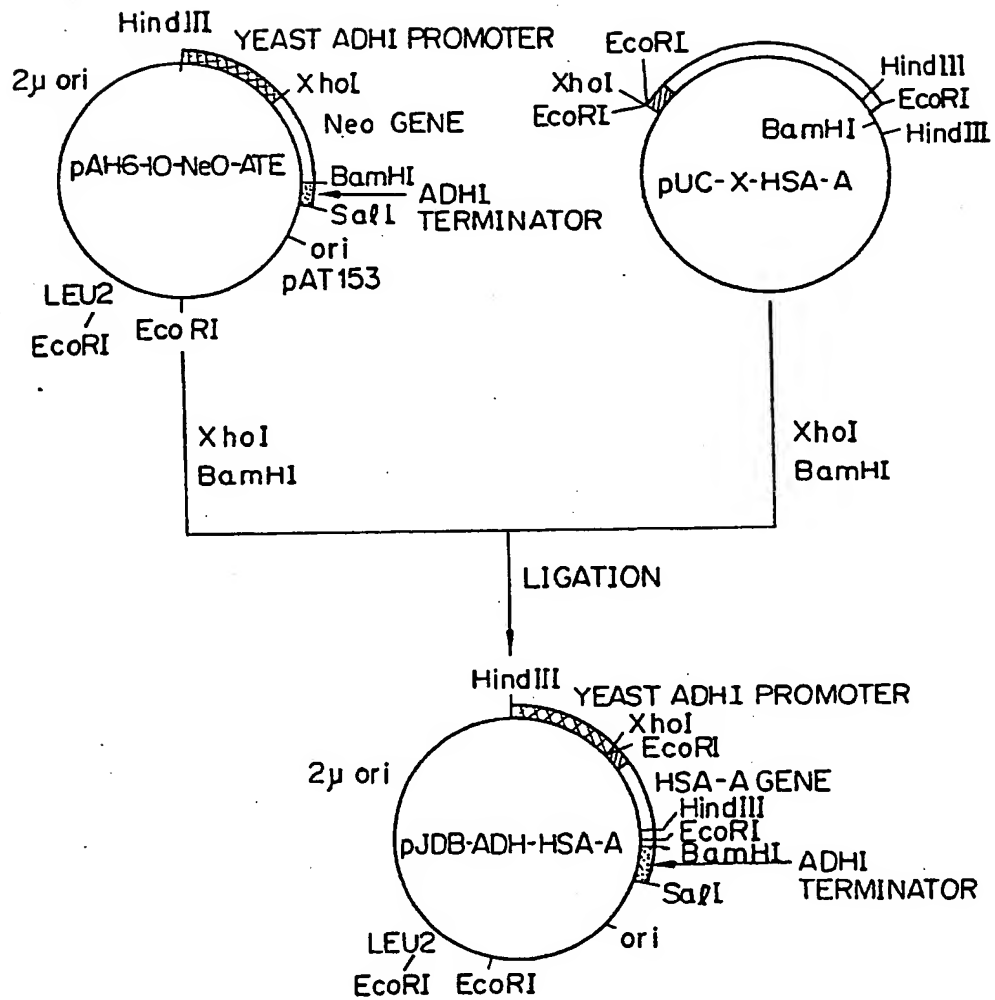 HindIII
YEAST ADHI PROMOTER
2µ ori
XhoI
Neo GENE
pAH6-10-NeO-ATE
BamHI
ADHI
TERMINATOR
SalI
ori
pAT153
LEU2
EcoRI
EcoRI
EcoRI
XhoI
EcoRI
HindIII
EcoRI
BamHI
HindIII
pUC-X-HSA-A
XhoI
BamHI
XhoI
BamHI
LIGATION
HindIII
YEAST ADHI PROMOTER
XhoI
EcoRI
2µ ori
HSA-A GENE
HindIII
EcoRI
pJDB-ADH-HSA-A
BamHI
ADHI
TERMINATOR
SalI
ori
LEU2
EcoRI
EcoRI